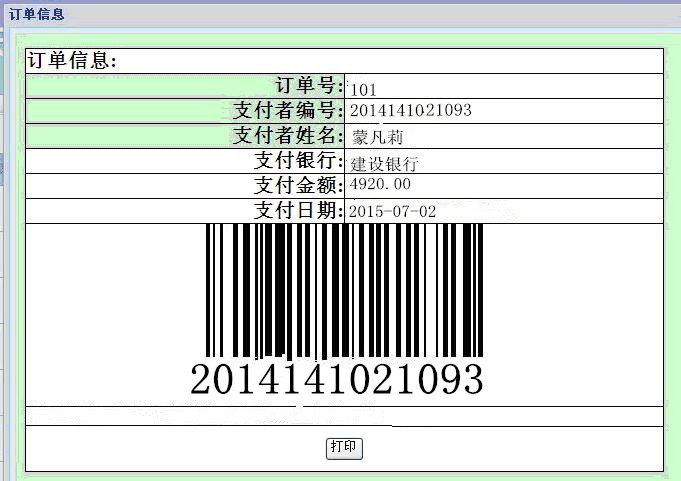 订单信息
订单信息:
订单号: 101
支付者编号: 2014141021093
支付者姓名: 蒙凡莉
支付银行: 建设银行
支付金额: 4920.00
支付日期: 2015-07-02
2014141021093
打印